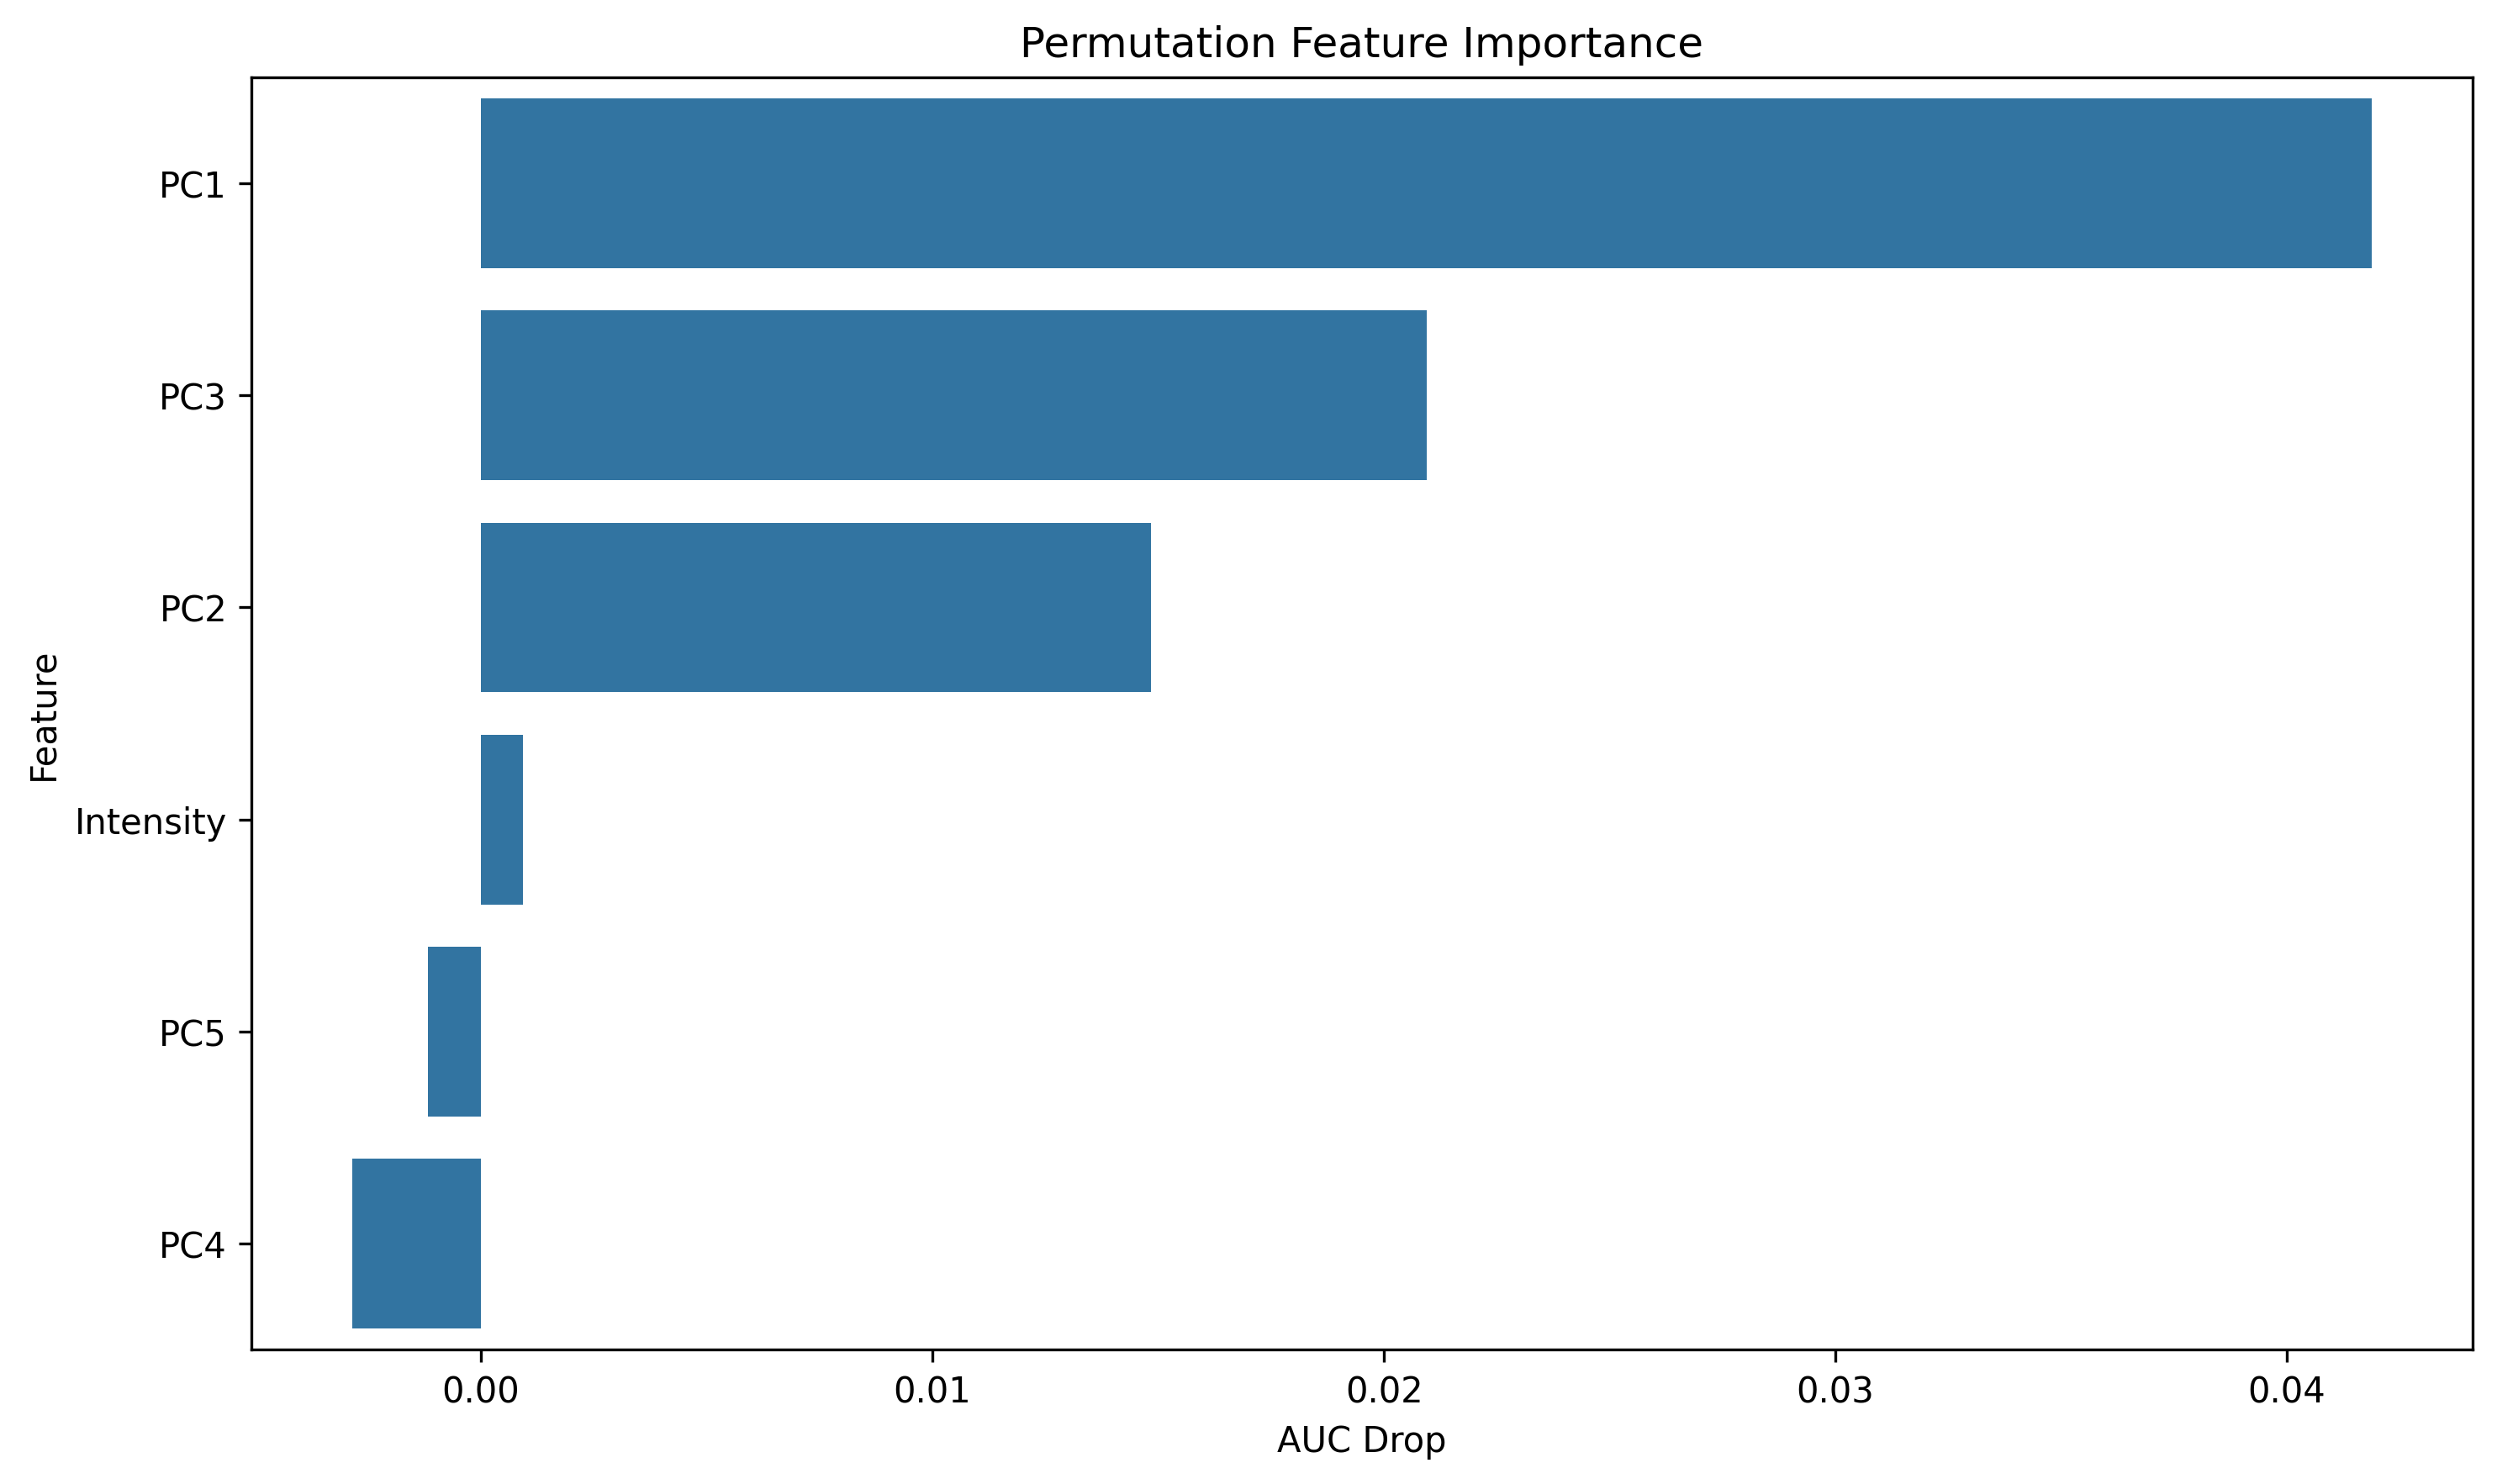 Permutation Feature Importance
PC1
PC3
PC2
Intensity
PC5
PC4
Feature
0.00
0.01
0.02
0.03
0.04
AUC Drop